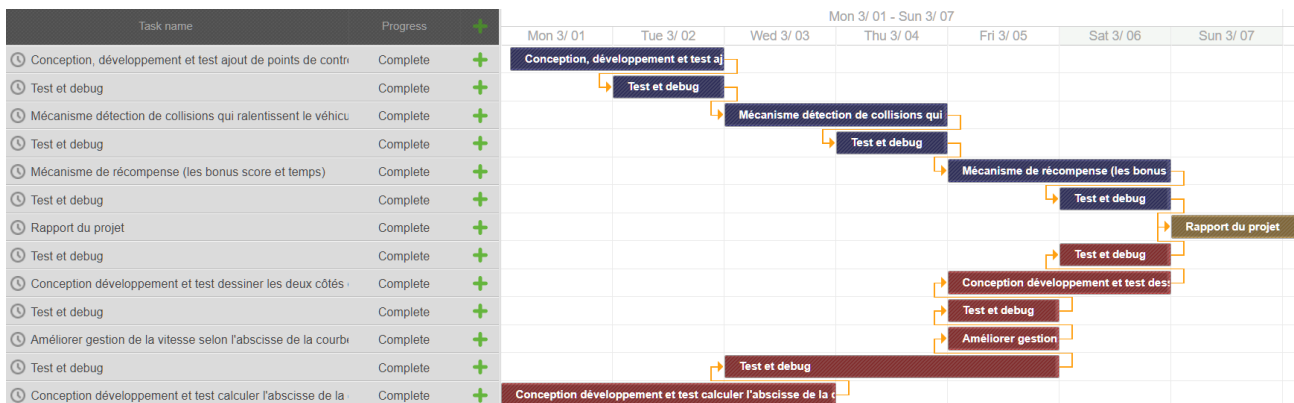 Mon 3/ 01 - Sun 3/ 07
Task name Progress
Mon 3/ 01 Tue 3/ 02 Wed 3/ 03 Thu 3/ 04 Fri 3/ 05 Sat 3/ 06 Sun 3/ 07
Conception, développement et test ajout de points de contr Complete Conception, développement et test aj
Test et debug Complete Test et debug
Mécanisme détection de collisions qui ralentissent le véhicu Complete Mécanisme détection de collisions qui
Test et debug Complete Test et debug
Mécanisme de récompense (les bonus score et temps) Complete Mécanisme de récompense (les bonus
Test et debug Complete Test et debug
Rapport du projet Complete Rapport du projet
Test et debug Complete Test et debug
Conception développement et test dessiner les deux côtés Complete Conception développement et test des
Test et debug Complete Test et debug
Améliorer gestion de la vitesse selon l'abscisse de la courb Complete Améliorer gestion
Test et debug Complete Test et debug
Conception développement et test calculer l'abscisse de la Complete Conception développement et test calculer l'abscisse de la